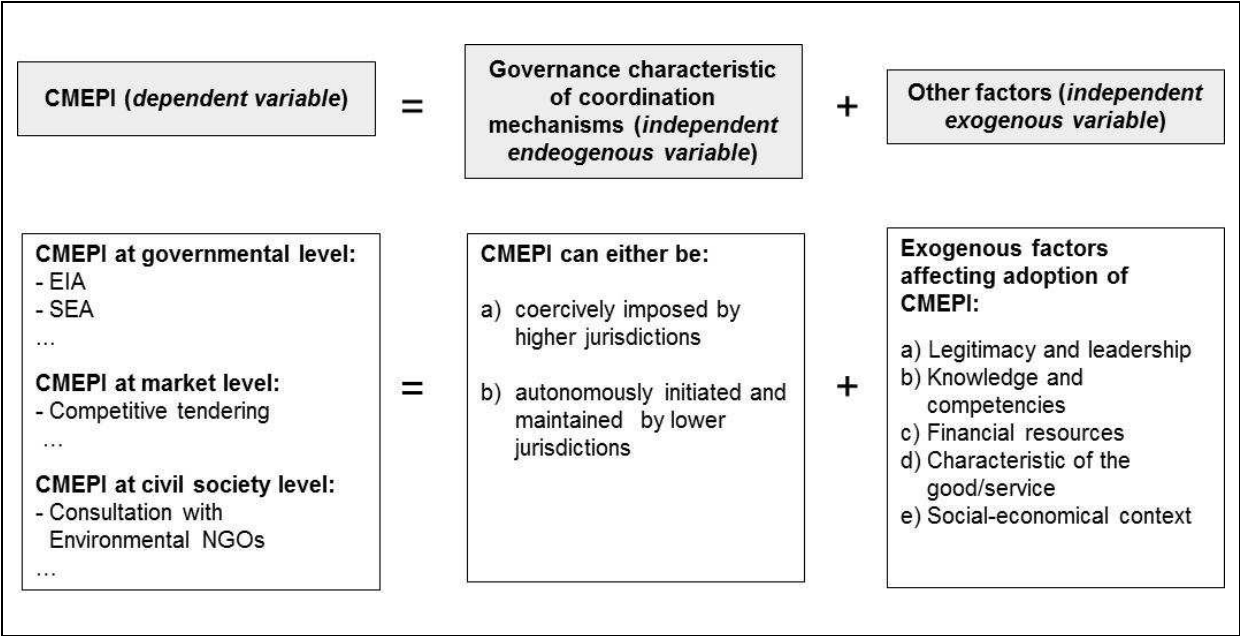 CMEPI (dependent variable)
=
Governance characteristic
of coordination
mechanisms (independent
endeogenous variable)
+
Other factors (independent
exogenous variable)
CMEPI at governmental level:
- EIA
- SEA
…
CMEPI at market level:
- Competitive tendering
…
CMEPI at civil society level:
- Consultation with
Environmental NGOs
…
=
CMEPI can either be:
a) coercively imposed by
higher jurisdictions
b) autonomously initiated and
maintained by lower
jurisdictions
+
Exogenous factors
affecting adoption of
CMEPI:
a) Legitimacy and leadership
b) Knowledge and
competencies
c) Financial resources
d) Characteristic of the
good/service
e) Social-economical context